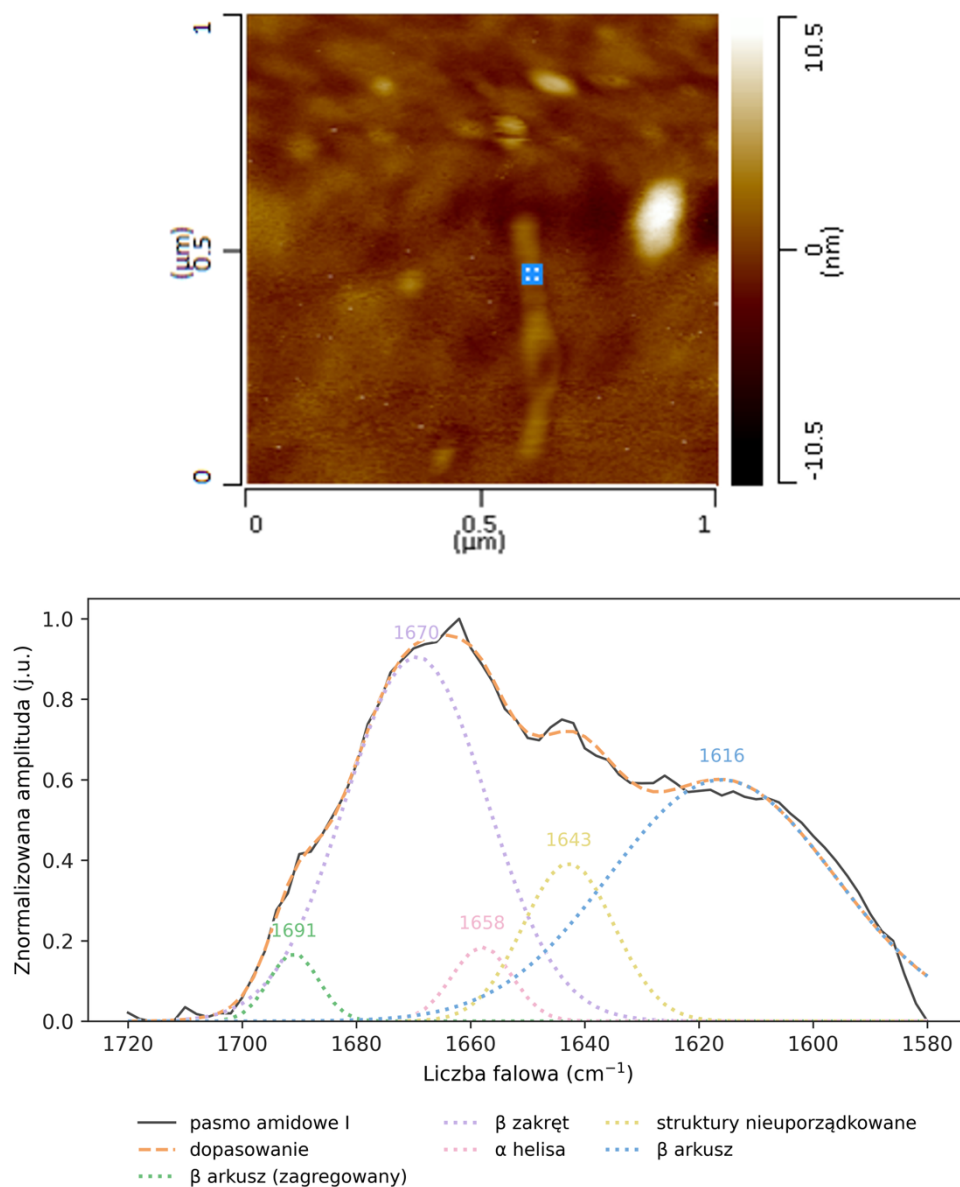 1
0.5
0
(μm)
0
0.5
1
(μm)
10.5
0
-10.5
(nm)
1.0
0.8
0.6
0.4
0.2
0.0
Znormalizowana amplituda (j.u.)
1670
1616
1643
1658
1691
1720 1700 1680 1660 1640 1620 1600 1580
Liczba falowa (cm⁻¹)
pasmo amidowe I
dopasowanie
β arkusz (zagregowany)
β zakręt
α helisa
struktury nieuporządkowane
β arkusz